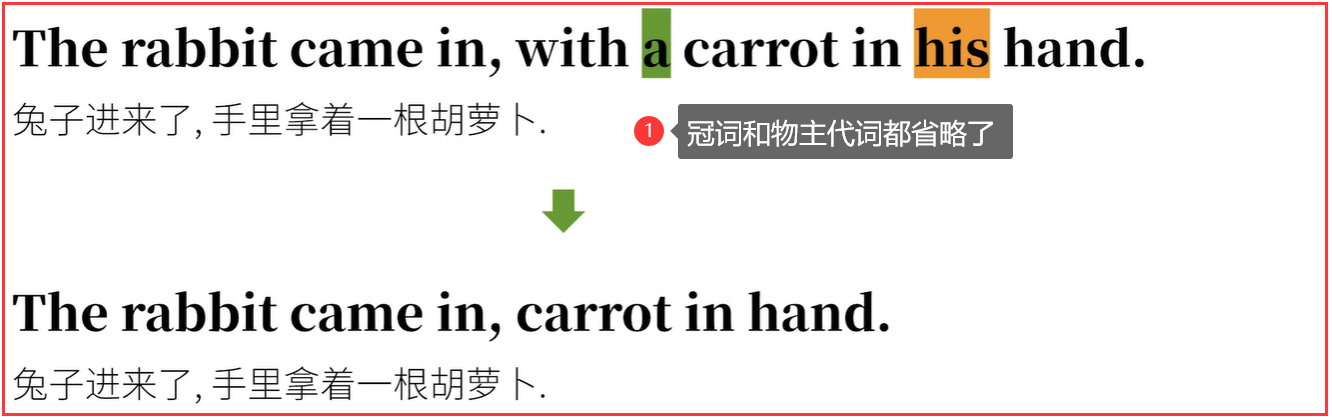 The rabbit came in, with a carrot in his hand.
兔子进来了, 手里拿着一根胡萝卜.
1 冠词和物主代词都省略了
The rabbit came in, carrot in hand.
兔子进来了, 手里拿着一根胡萝卜.